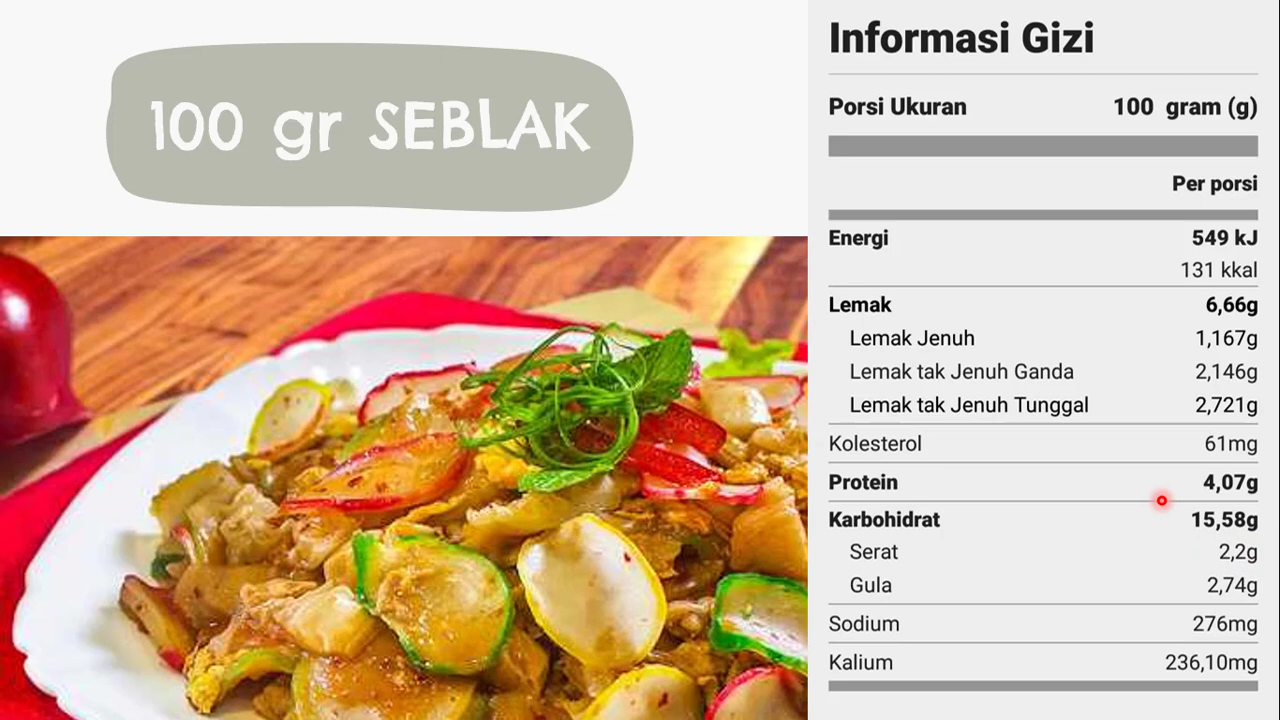 100 gr SEBLAK
Informasi Gizi
Porsi Ukuran 100 gram (g)
Per porsi
Energi 549 kJ
131 kkal
Lemak 6,66g
Lemak Jenuh 1,167g
Lemak tak Jenuh Ganda 2,146g
Lemak tak Jenuh Tunggal 2,721g
Kolesterol 61mg
Protein 4,07g
Karbohidrat 15,58g
Serat 2,2g
Gula 2,74g
Sodium 276mg
Kalium 236,10mg